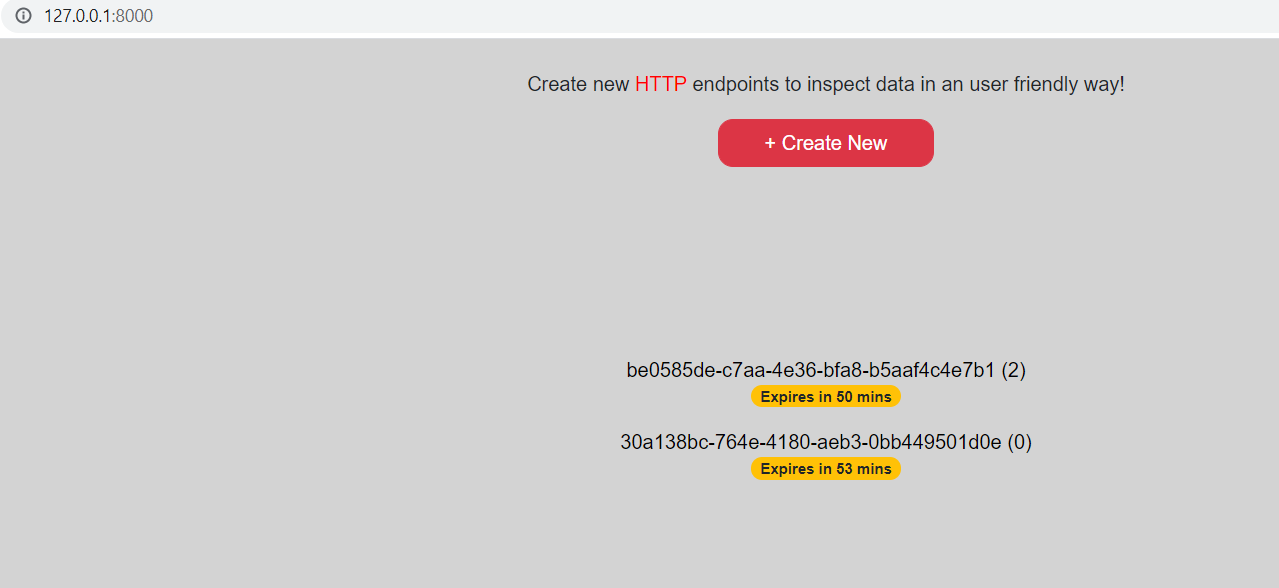 127.0.0.1:8000
Create new HTTP endpoints to inspect data in an user friendly way!
+ Create New
be0585de-c7aa-4e36-bfa8-b5aaf4c4e7b1 (2)
Expires in 50 mins
30a138bc-764e-4180-aeb3-0bb449501d0e (0)
Expires in 53 mins